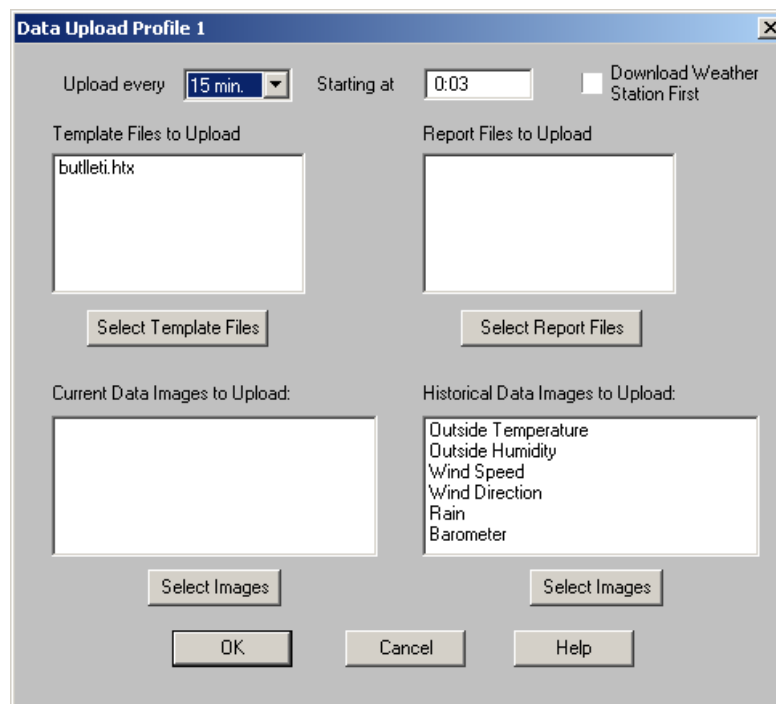 Data Upload Profile 1
Upload every 15 min. Starting at 0:03 Download Weather
Station First
Template Files to Upload Report Files to Upload
butlleti.htx
Select Template Files Select Report Files
Current Data Images to Upload: Historical Data Images to Upload:
Outside Temperature
Outside Humidity
Wind Speed
Wind Direction
Rain
Barometer
Select Images Select Images
OK Cancel Help